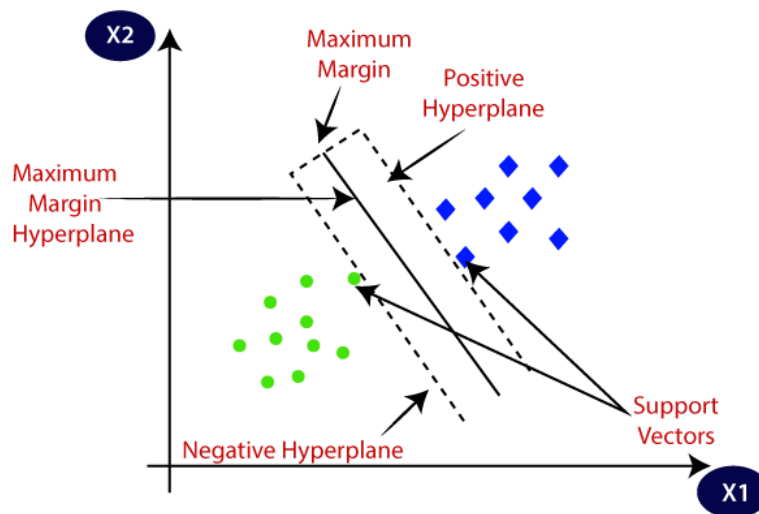 X2
Maximum
Margin
Positive
Hyperplane
Maximum
Margin
Hyperplane
Support
Vectors
Negative Hyperplane
X1